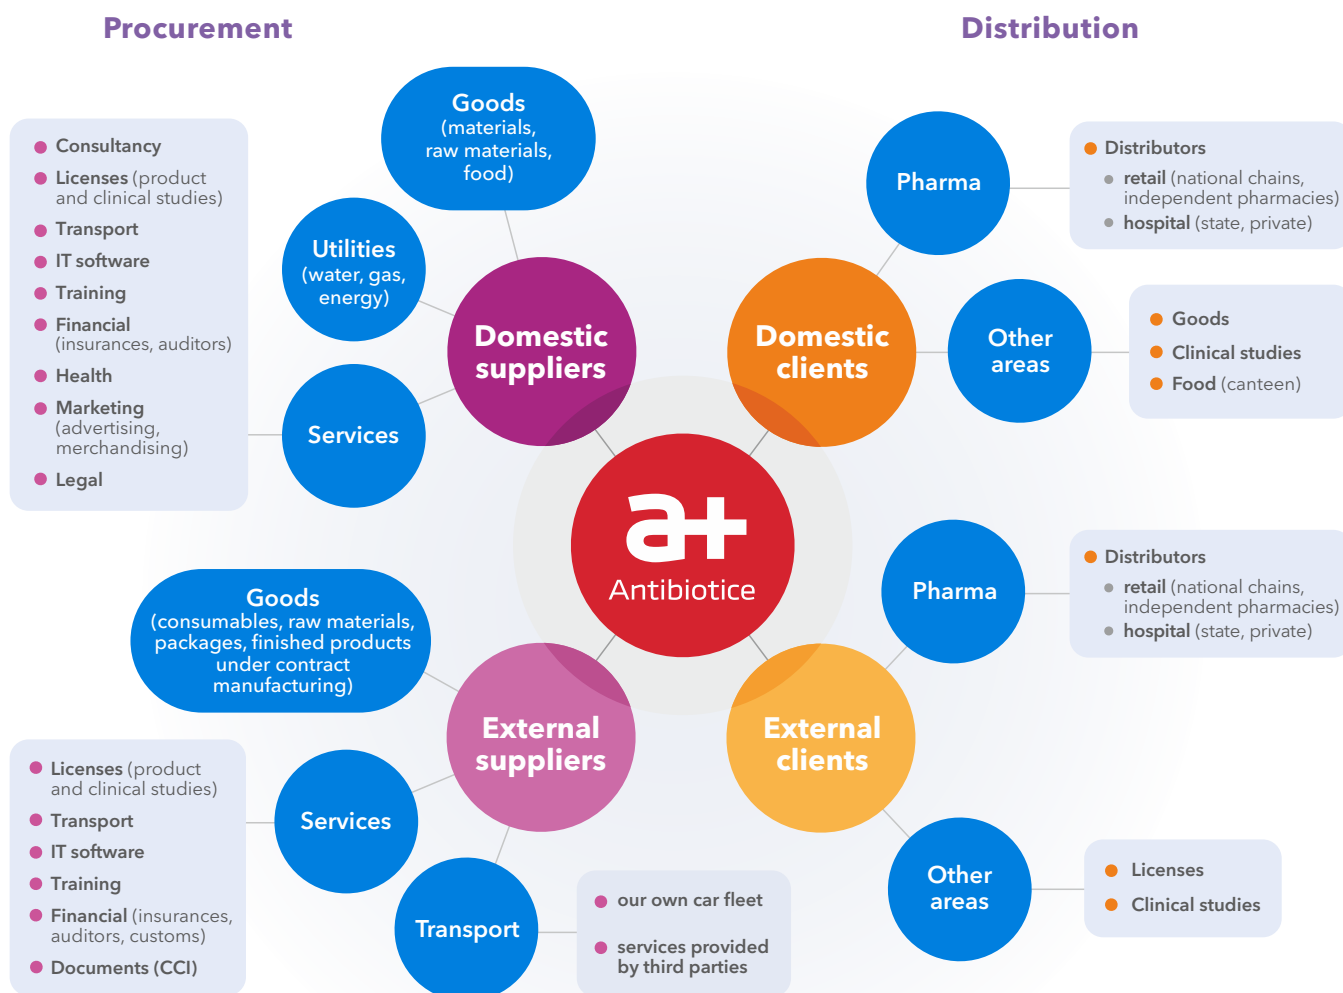 Procurement
Distribution
Goods
(materials,
raw materials,
food)
Utilities
(water, gas,
energy)
Services
Domestic
suppliers
Consultancy
Licenses (product
and clinical studies)
Transport
IT software
Training
Financial
(insurances, auditors)
Health
Marketing
(advertising,
merchandising)
Legal
Domestic
clients
Pharma
Distributors
retail (national chains,
independent pharmacies)
hospital (state, private)
Other
areas
Goods
Clinical studies
Food (canteen)
a+
Antibiotice
Goods
(consumables, raw materials,
packages, finished products
under contract
manufacturing)
External
suppliers
Services
Licenses (product
and clinical studies)
Transport
IT software
Training
Financial (insurances,
auditors, customs)
Documents (CCI)
Transport
our own car fleet
services provided
by third parties
External
clients
Pharma
Distributors
retail (national chains,
independent pharmacies)
hospital (state, private)
Other
areas
Licenses
Clinical studies